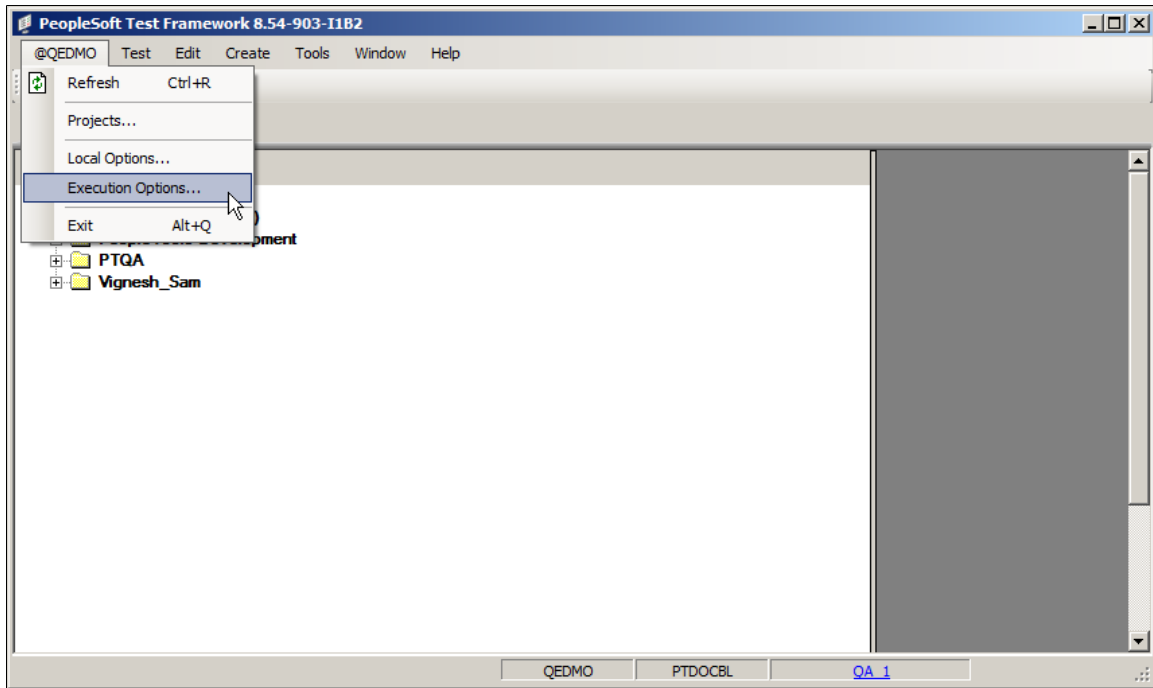 PeopleSoft Test Framework 8.54-903-I1B2
@QEDMO Test Edit Create Tools Window Help
Refresh Ctrl+R
Projects...
Local Options...
Execution Options...
Exit Alt+Q
PTQA
Vignesh_Sam
QEDMO PTDOCBL QA_1